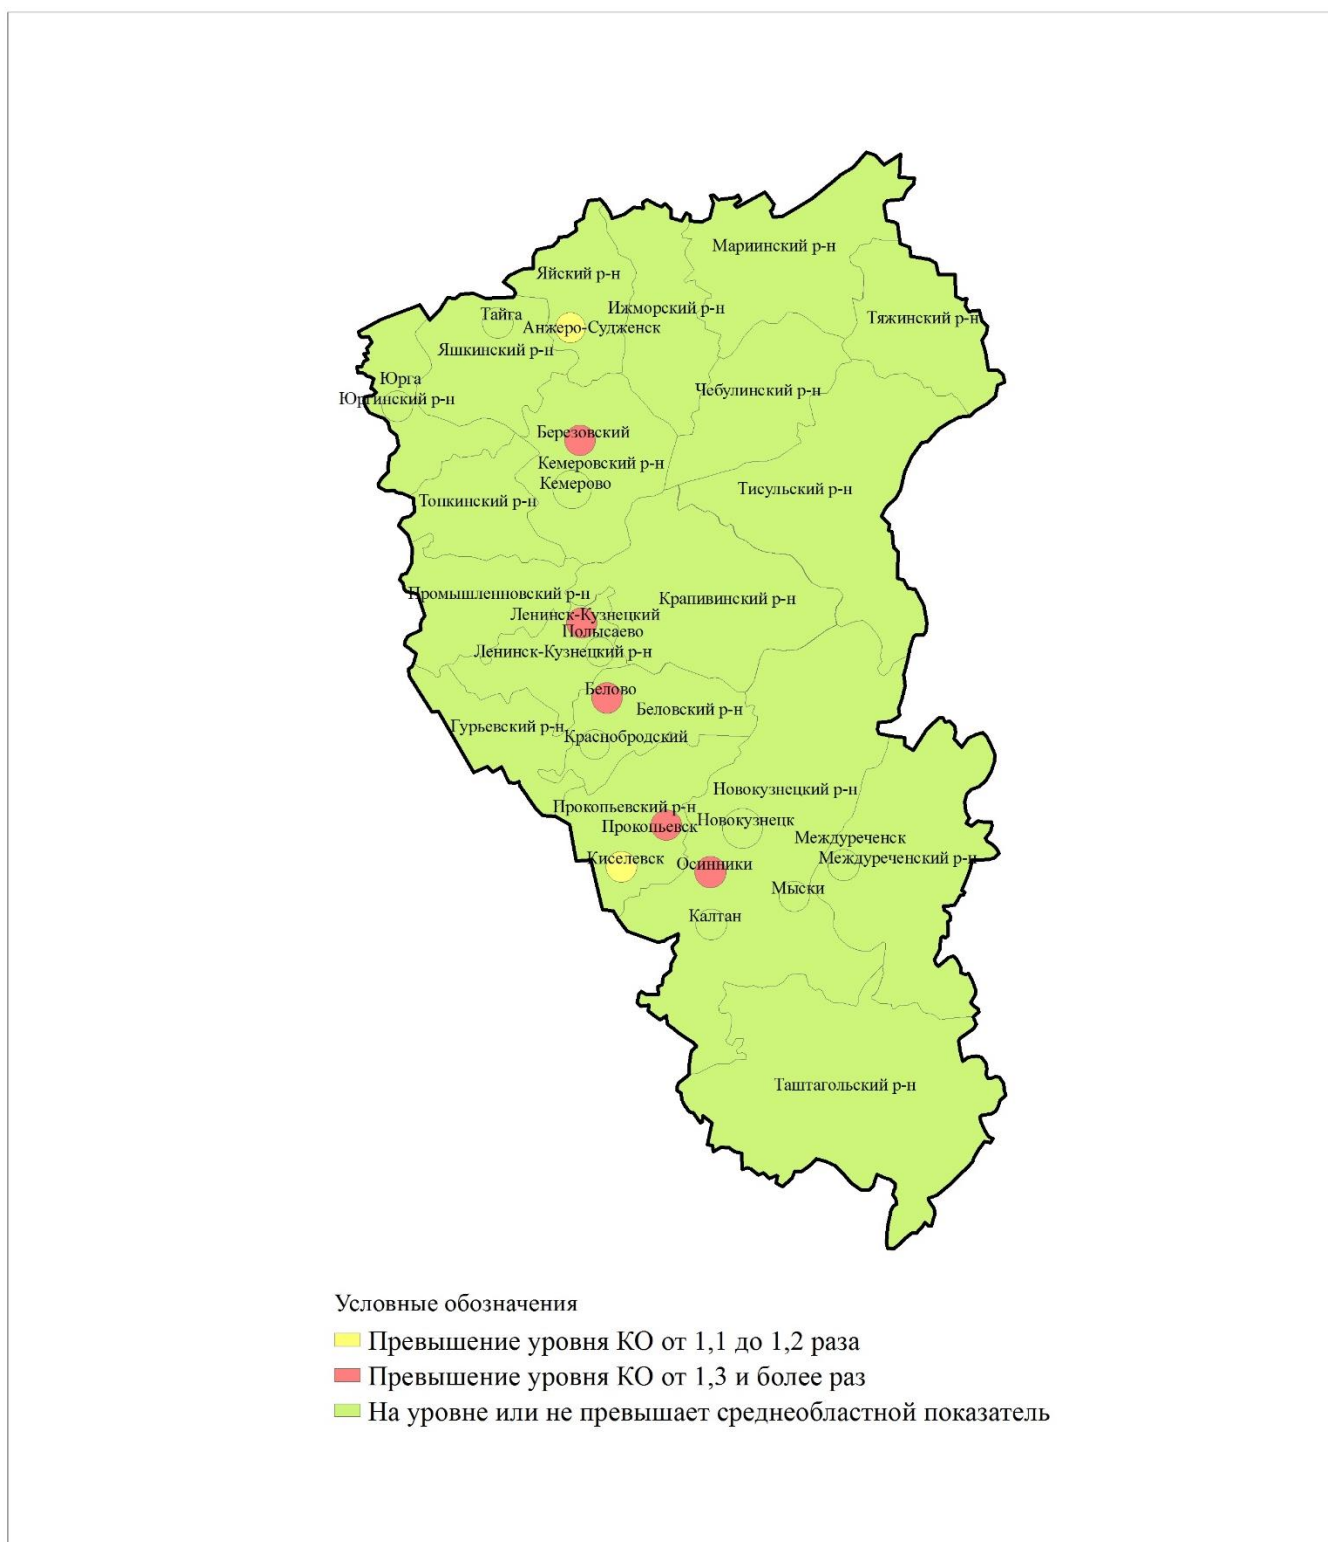 Мариинский р-н
Яйский р-н
Ижморский р-н
Тайга
Тяжинский р-н
Анжеро-Судженск
Яшкинский р-н
Юрга
Чебулинский р-н
Юргинский р-н
Березовский
Кемеровский р-н
Кемерово
Тисульский р-н
Топкинский р-н
Промышленновский р-н
Крапивинский р-н
Ленинск-Кузнецкий
Полысаево
Ленинск-Кузнецкий р-н
Белово
Беловский р-н
Гурьевский р-н
Краснобродский
Новокузнецкий р-н
Прокопьевский р-н
Новокузнецк
Прокопьевск
Междуреченск
Киселевск
Междуреченский р-н
Осинники
Мыски
Калтан
Таштагольский р-н
Условные обозначения
Превышение уровня КО от 1,1 до 1,2 раза
Превышение уровня КО от 1,3 и более раз
На уровне или не превышает среднеобластной показатель